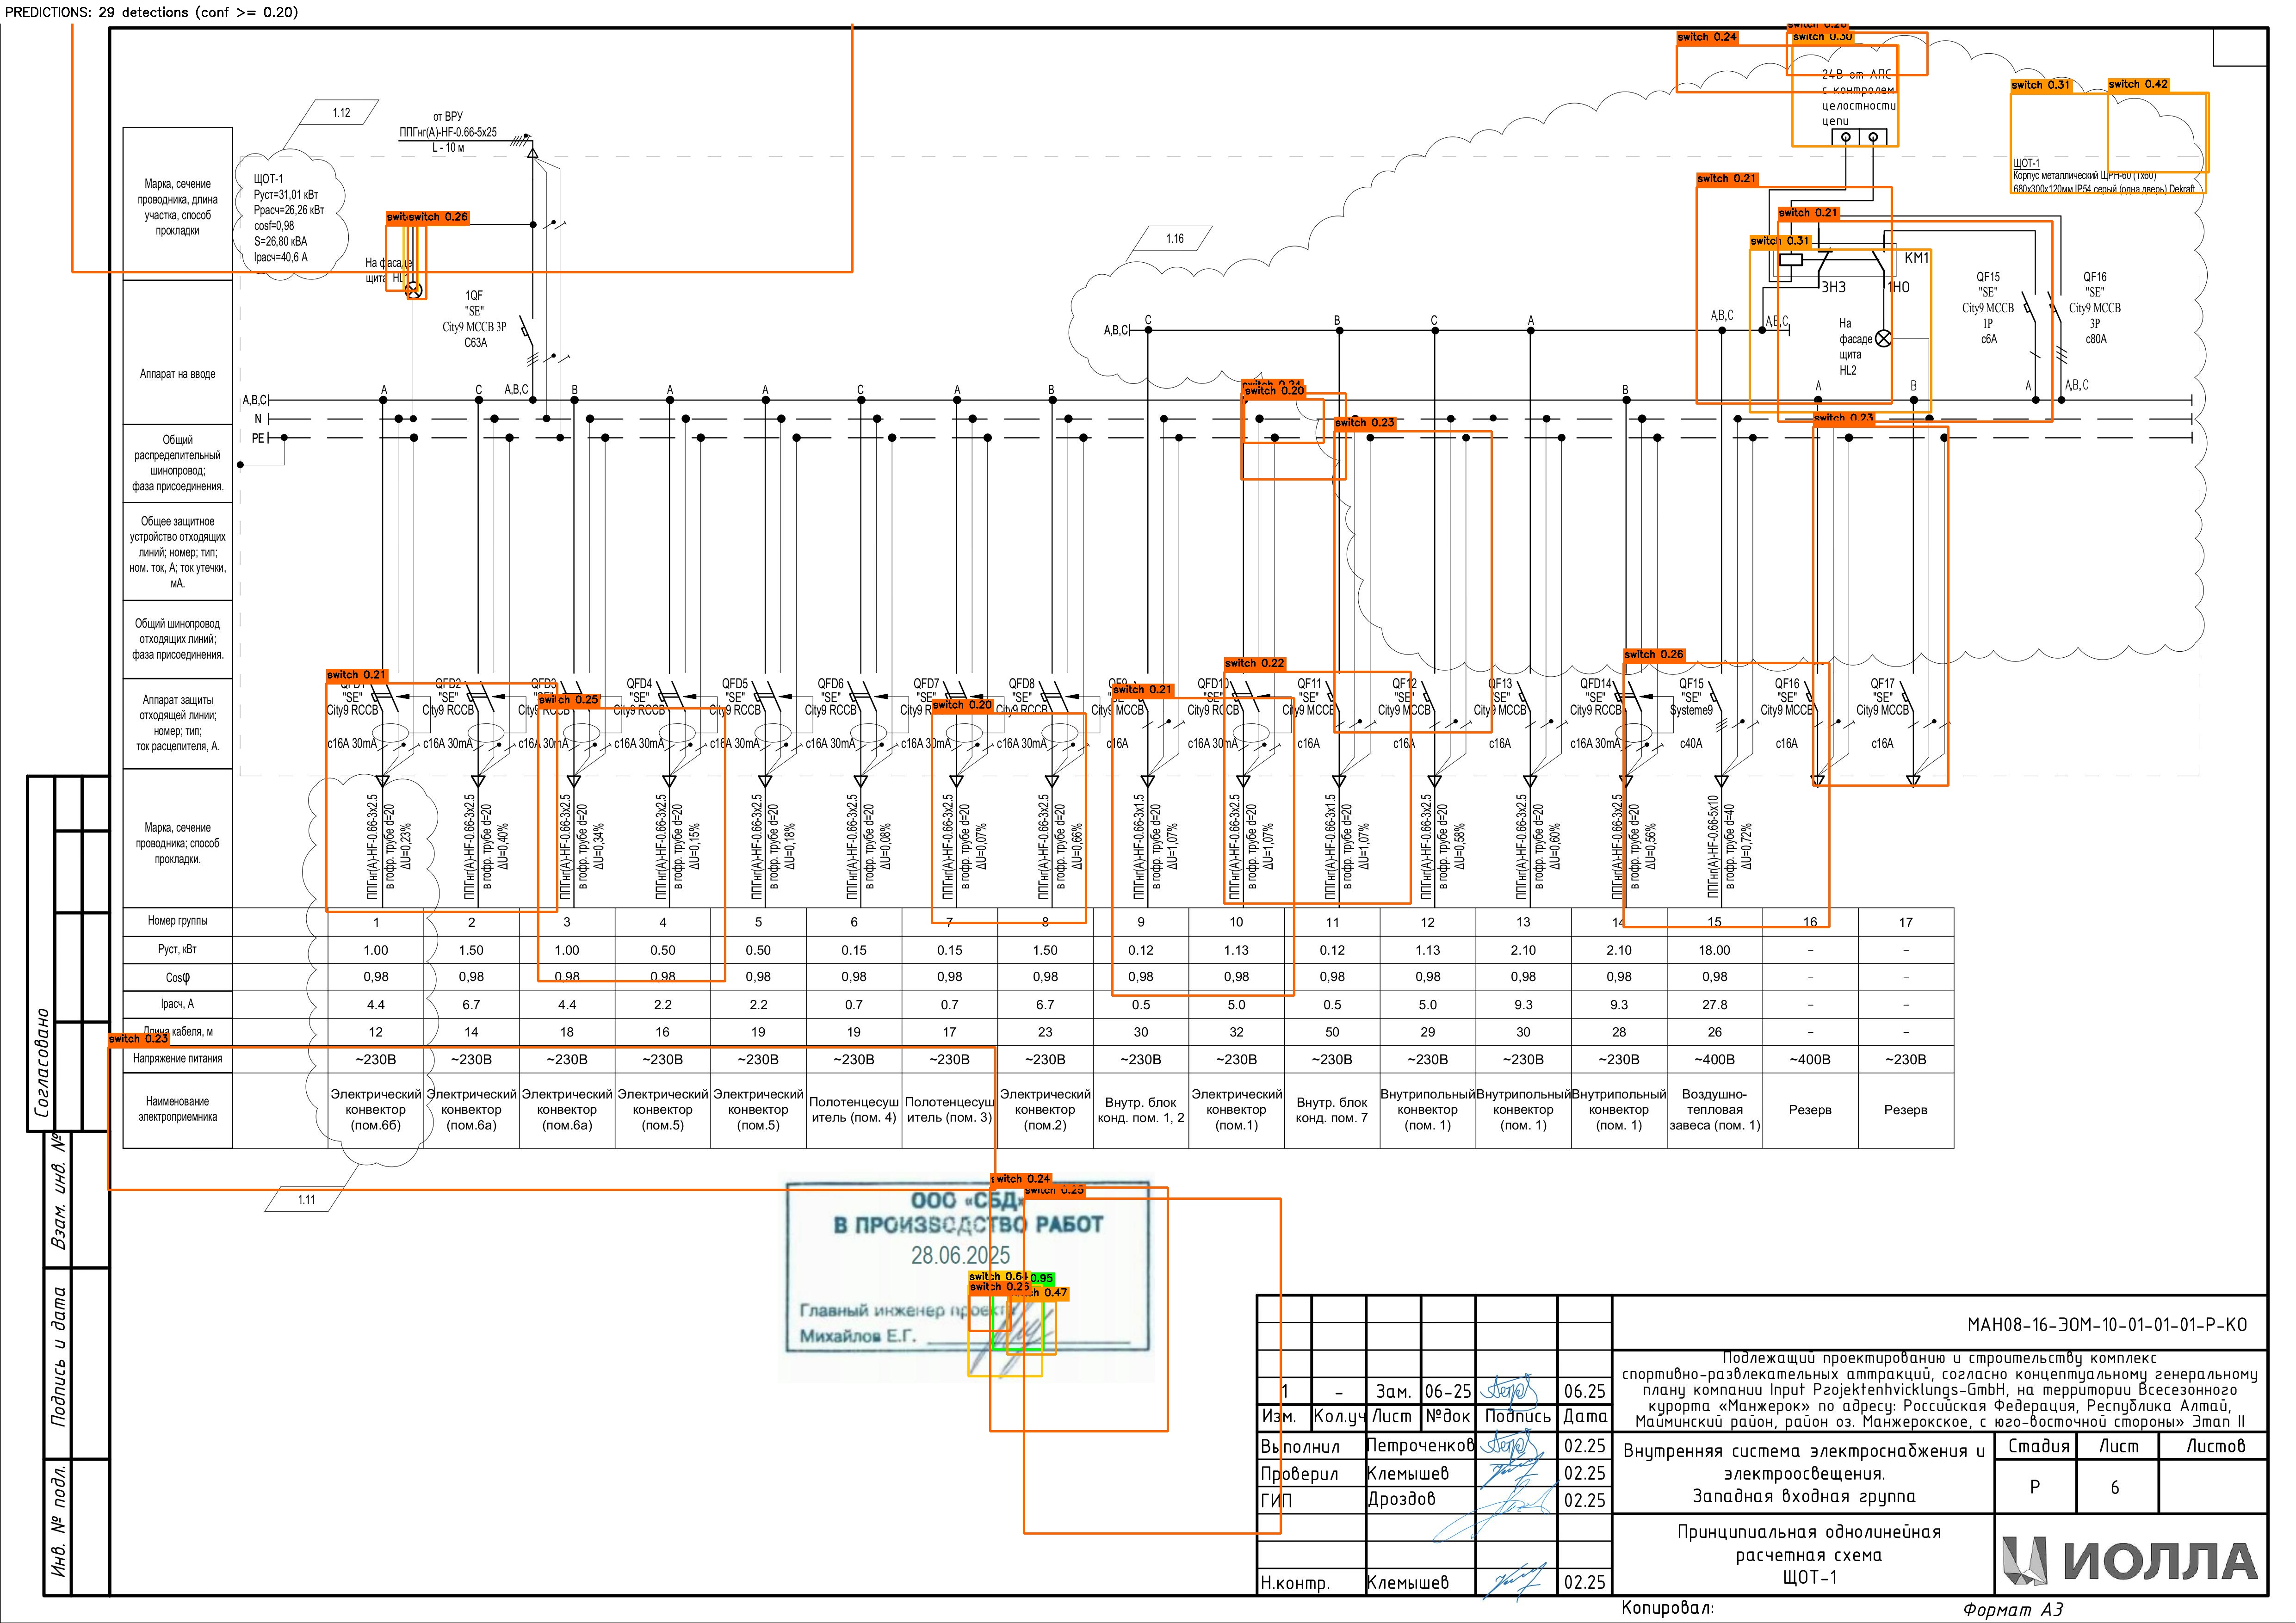 PREDICTIONS: 29 detections (conf >= 0.20)
switch 0.24
switch 0.26
switch 0.30
switch 0.31
switch 0.42
24В от АПС
с контролем
целостности
цепи
1.12
от ВРУ
ППГнг(А)-HF-0.66-5x25
L - 10 м
Марка, сечение
проводника, длина
участка, способ
прокладки
ЩОТ-1
Pуст=31,01 кВт
Pрасч=26,26 кВт
cosf=0,98
S=26,80 кВА
Iрасч=40,6 А
switch 0.26
На фасаде
щита HL1
1QF
"SE"
City9 MCCB 3P
C63A
1.16
ЩОТ-1
Корпус металлический ЩРН-60 (1х60)
680х300х120мм IP54 серый (одна дверь) Dekraft
switch 0.21
switch 0.21
switch 0.31
KM1
3НЗ
1НО
На
фасаде
щита
HL2
QF15
"SE"
City9 MCCB
1P
c6A
QF16
"SE"
City9 MCCB
3P
c80A
A,B,C
C
B
C
A
A,B,C
A,B,C
Аппарат на вводе
A,B,C
A
C
A,B,C
B
A
A
C
A
B
B
A
B
A
A,B,C
N
PE
switch 0.24
switch 0.20
switch 0.23
switch 0.23
Общий
распределительный
шинопровод;
фаза присоединения.
Общее защитное
устройство отходящих
линий; номер; тип;
ном. ток, А; ток утечки,
мА.
Общий шинопровод
отходящих линий;
фаза присоединения.
Аппарат защиты
отходящей линии;
номер; тип;
ток расцепителя, А.
switch 0.21
switch 0.25
switch 0.20
switch 0.21
switch 0.22
switch 0.26
QFD1 QFD2 QFD3 QFD4 QFD5 QFD6 QFD7 QFD8 QF9 QFD10 QF11 QF12 QF13 QFD14 QF15 QF16 QF17
"SE" "SE" "SE" "SE" "SE" "SE" "SE" "SE" "SE" "SE" "SE" "SE" "SE" "SE" "SE" "SE"
City9 RCCB City9 RCCB City9 RCCB City9 RCCB City9 RCCB City9 RCCB City9 RCCB City9 RCCB City9 MCCB City9 RCCB City9 MCCB City9 MCCB City9 MCCB City9 RCCB Systeme9 City9 MCCB City9 MCCB
c16A 30mA c16A 30mA c16A 30mA c16A 30mA c16A 30mA c16A 30mA c16A 30mA c16A 30mA c16A c16A 30mA c16A c16A c16A c16A 30mA c40A c16A c16A
Марка, сечение
проводника; способ
прокладки.
ППГнг(А)-HF-0.66-3x2.5
в гофр. трубе d=20
ΔU=0,23%
ППГнг(А)-HF-0.66-3x2.5
в гофр. трубе d=20
ΔU=0,40%
ППГнг(А)-HF-0.66-3x2.5
в гофр. трубе d=20
ΔU=0,34%
ППГнг(А)-HF-0.66-3x2.5
в гофр. трубе d=20
ΔU=0,15%
ППГнг(А)-HF-0.66-3x2.5
в гофр. трубе d=20
ΔU=0,18%
ППГнг(А)-HF-0.66-3x2.5
в гофр. трубе d=20
ΔU=0,08%
ППГнг(А)-HF-0.66-3x2.5
в гофр. трубе d=20
ΔU=0,07%
ППГнг(А)-HF-0.66-3x2.5
в гофр. трубе d=20
ΔU=0,66%
ППГнг(А)-HF-0.66-3x1.5
в гофр. трубе d=20
ΔU=1,07%
ППГнг(А)-HF-0.66-3x2.5
в гофр. трубе d=20
ΔU=1,07%
ППГнг(А)-HF-0.66-3x1.5
в гофр. трубе d=20
ΔU=1,07%
ППГнг(А)-HF-0.66-3x2.5
в гофр. трубе d=20
ΔU=0,58%
ППГнг(А)-HF-0.66-3x2.5
в гофр. трубе d=20
ΔU=0,60%
ППГнг(А)-HF-0.66-3x2.5
в гофр. трубе d=20
ΔU=0,56%
ППГнг(А)-HF-0.66-5x10
в гофр. трубе d=40
ΔU=0,72%
Номер группы 1 2 3 4 5 6 7 8 9 10 11 12 13 14 15 16 17
Pуст, кВт 1.00 1.50 1.00 0.50 0.50 0.15 0.15 1.50 0.12 1.13 0.12 1.13 2.10 2.10 18.00 – –
Cosφ 0,98 0,98 0,98 0,98 0,98 0,98 0,98 0,98 0,98 0,98 0,98 0,98 0,98 0,98 0,98 – –
Iрасч, А 4.4 6.7 4.4 2.2 2.2 0.7 0.7 6.7 0.5 5.0 0.5 5.0 9.3 9.3 27.8 – –
Длина кабеля, м 12 14 18 16 19 19 17 23 30 32 50 29 30 28 26 – –
switch 0.23
Напряжение питания ~230В ~230В ~230В ~230В ~230В ~230В ~230В ~230В ~230В ~230В ~230В ~230В ~230В ~230В ~400В ~400В ~230В
Наименование
электроприемника
Электрический
конвектор
(пом.6б)
Электрический
конвектор
(пом.6а)
Электрический
конвектор
(пом.6а)
Электрический
конвектор
(пом.5)
Электрический
конвектор
(пом.5)
Полотенцесуш
итель (пом. 4)
Полотенцесуш
итель (пом. 3)
Электрический
конвектор
(пом.2)
Внутр. блок
конд. пом. 1, 2
Электрический
конвектор
(пом.1)
Внутр. блок
конд. пом. 7
Внутрипольный
конвектор
(пом. 1)
Внутрипольный
конвектор
(пом. 1)
Внутрипольный
конвектор
(пом. 1)
Воздушно-
тепловая
завеса (пом. 1)
Резерв
Резерв
1.11
Согласовано
Взам. инв. №
Подпись и дата
Инв. № подл.
switch 0.24
switch 0.25
ООО «СБД»
В ПРОИЗВОДСТВО РАБОТ
28.06.2025
switch 0.64
0.95
switch 0.26
switch 0.47
Главный инженер проекта
Михайлов Е.Г.
МАН08-16-ЭОМ-10-01-01-01-Р-КО
Подлежащий проектированию и строительству комплекс
спортивно-развлекательных аттракций, согласно концептуальному генеральному
плану компании Input Projektenhvicklungs-GmbH, на территории Всесезонного
курорта «Манжерок» по адресу: Российская Федерация, Республика Алтай,
Майминский район, район оз. Манжерокское, с юго-восточной стороны» Этап II
1 – Зам. 06-25 06.25
Изм. Кол.уч Лист №док Подпись Дата
Выполнил Петроченков 02.25
Проверил Клемышев 02.25
ГИП Дроздов 02.25
Н.контр. Клемышев 02.25
Внутренняя система электроснабжения и
электроосвещения.
Западная входная группа
Стадия Лист Листов
Р 6
Принципиальная однолинейная
расчетная схема
ЩОТ-1
ИОЛЛА
Копировал:
Формат А3